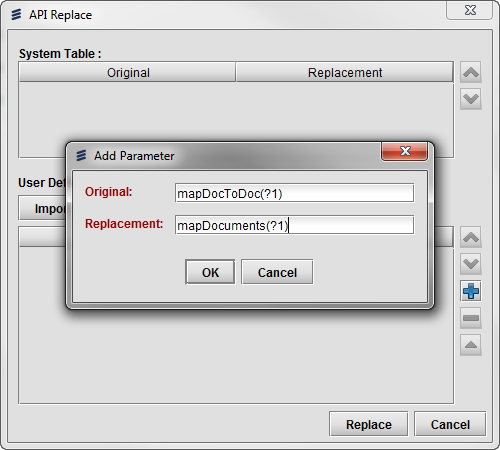 API Replace
System Table :
Original Replacement
Add Parameter
Original: mapDocToDoc(?1)
User Def
Impor
Replacement: mapDocuments(?1)
OK Cancel
Replace Cancel